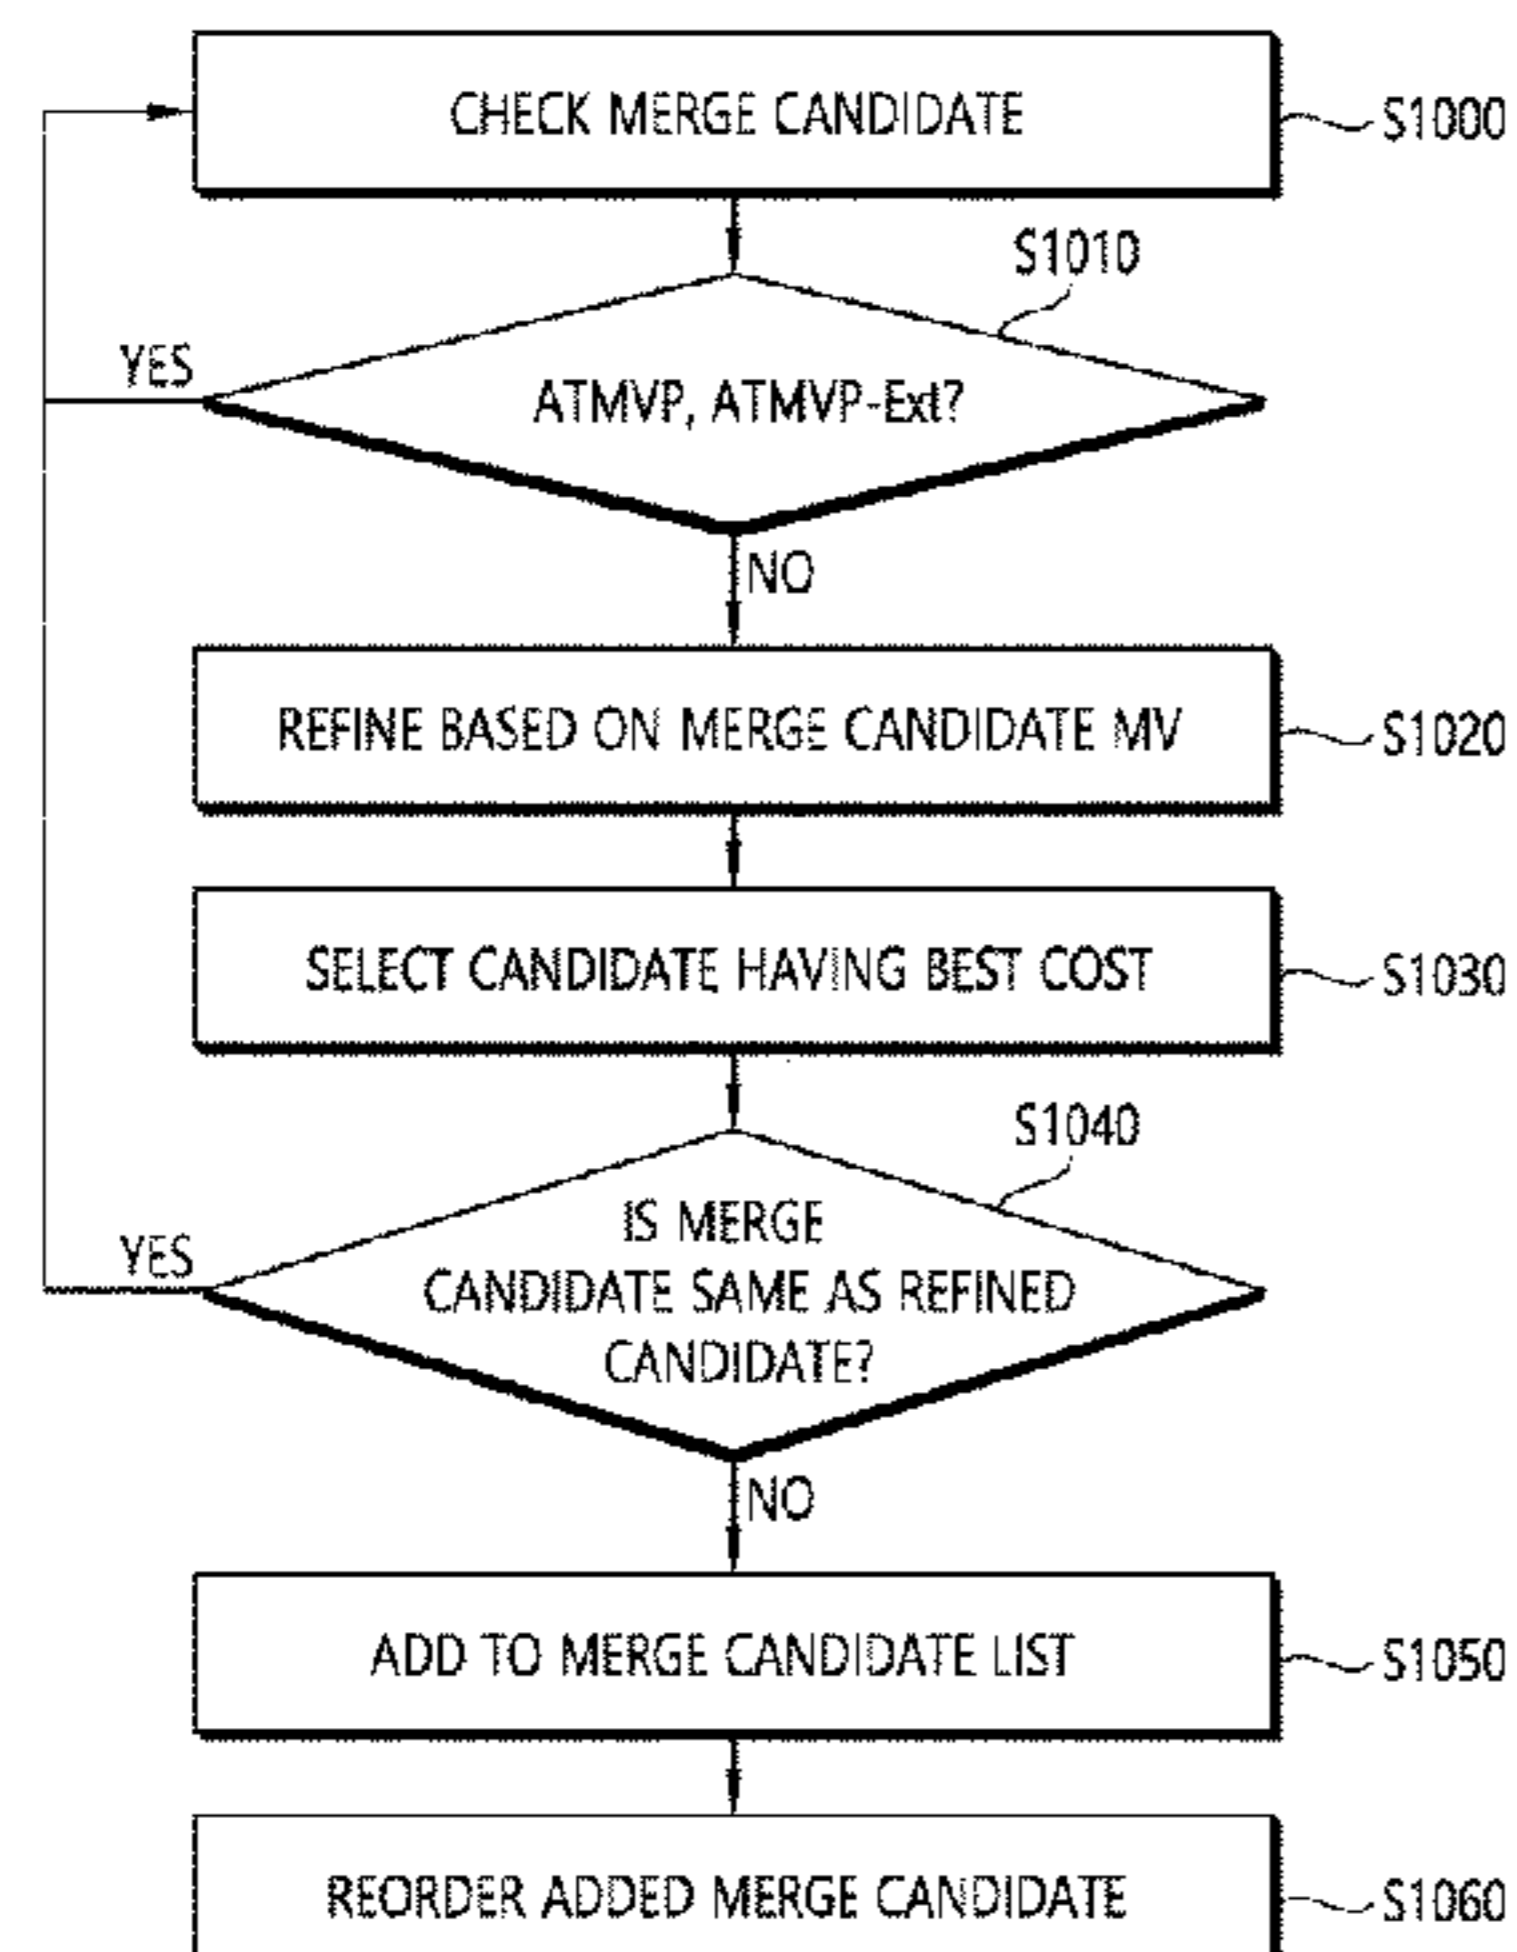 CHECK MERGE CANDIDATE
S1000
S1010
YES
ATMVP, ATMVP-Ext?
NO
REFINE BASED ON MERGE CANDIDATE MV
S1020
SELECT CANDIDATE HAVING BEST COST
S1030
S1040
YES
IS MERGE
CANDIDATE SAME AS REFINED
CANDIDATE?
NO
ADD TO MERGE CANDIDATE LIST
S1050
REORDER ADDED MERGE CANDIDATE
S1060